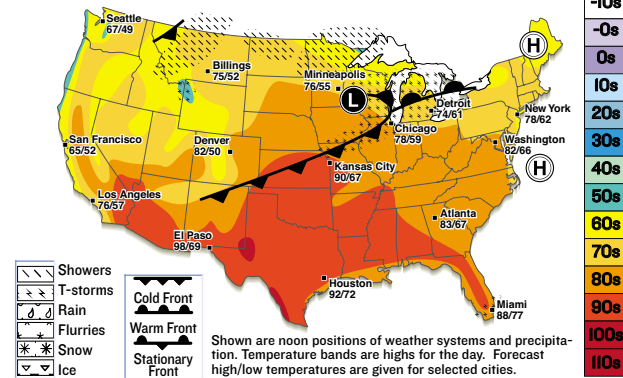 Seattle
67/49
Billings
75/52
Minneapolis
76/55
L
H
Detroit
74/61
New York
78/62
Chicago
78/59
Washington
82/66
H
San Francisco
65/52
Denver
82/50
Kansas City
90/67
Los Angeles
76/57
El Paso
98/69
Atlanta
83/67
Houston
92/72
Miami
88/77
-10s
-0s
0s
10s
20s
30s
40s
50s
60s
70s
80s
90s
100s
110s
Showers
T-storms
Rain
Flurries
Snow
Ice
Cold Front
Warm Front
Stationary
Front
Shown are noon positions of weather systems and precipita-
tion. Temperature bands are highs for the day. Forecast
high/low temperatures are given for selected cities.